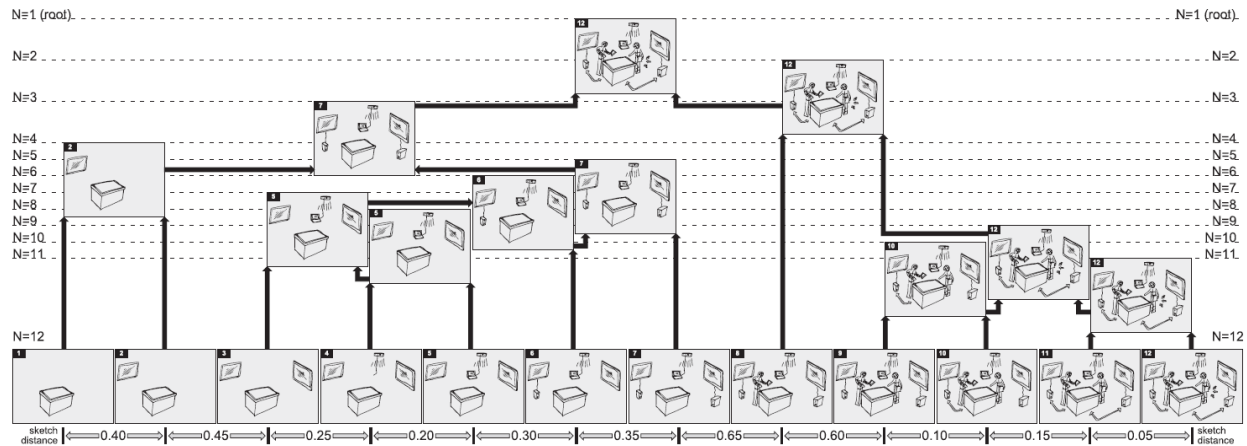 N=1 (root) 12 N=1 (root)
N=2 12 N=2
N=3 7 N=3
N=4 2 N=4
N=5 7 N=5
N=6 6 N=6
N=7 5 N=7
N=8 5 N=8
N=9 12 N=9
N=10 10 N=10
N=11 12 N=11
N=12 N=12
1 2 3 4 5 6 7 8 9 10 11 12
sketch 0.40 0.45 0.25 0.20 0.30 0.35 0.65 0.60 0.10 0.15 0.05 sketch
distance distance